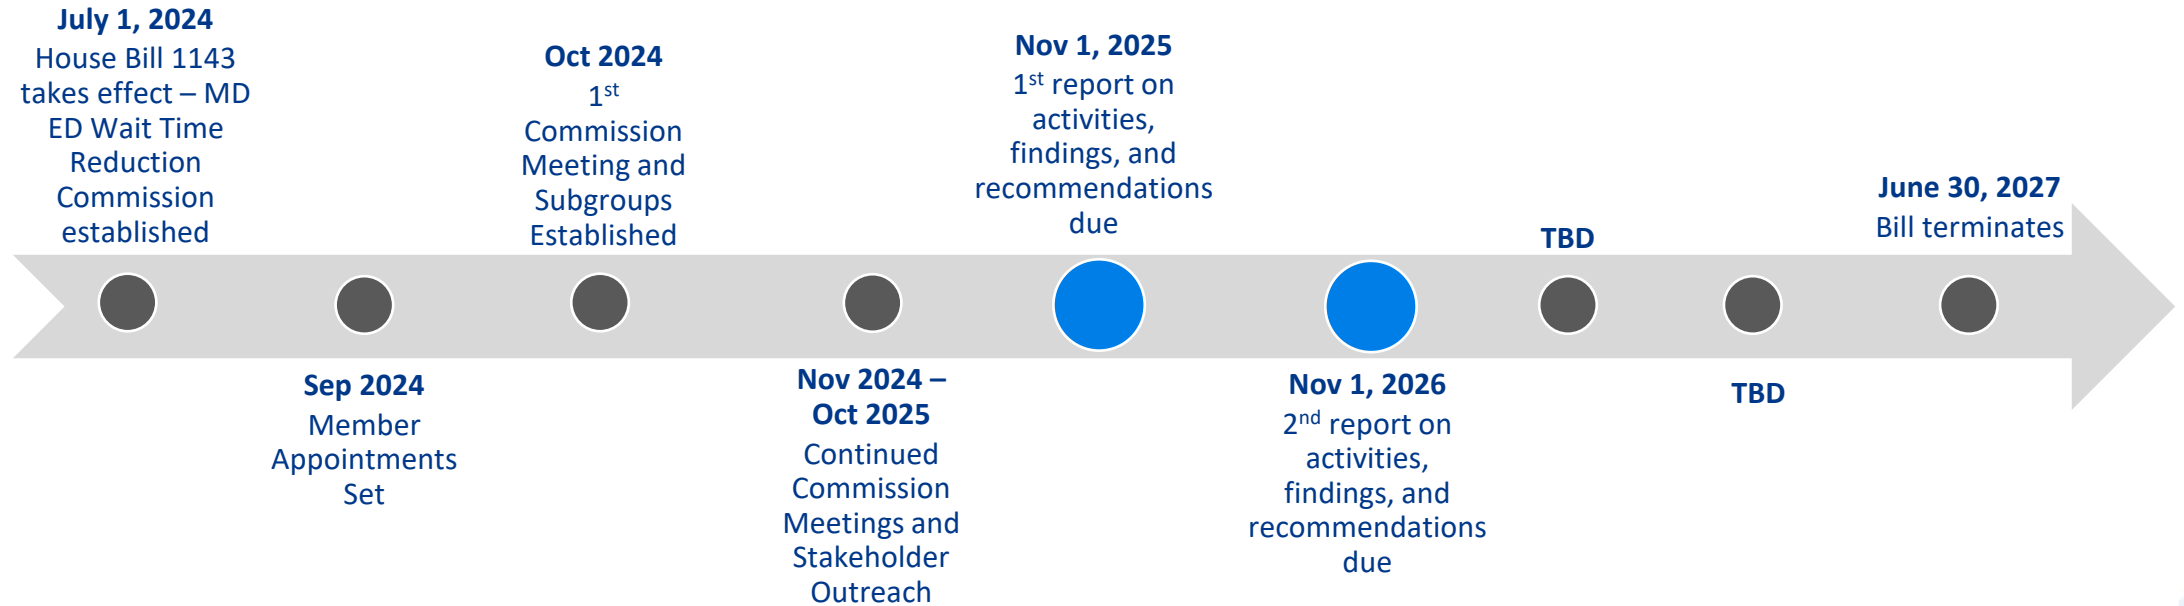 July 1, 2024
House Bill 1143
takes effect – MD
ED Wait Time
Reduction
Commission
established
Sep 2024
Member
Appointments
Set
Oct 2024
1st
Commission
Meeting and
Subgroups
Established
Nov 2024 –
Oct 2025
Continued
Commission
Meetings and
Stakeholder
Outreach
Nov 1, 2025
1st report on
activities,
findings, and
recommendations
due
Nov 1, 2026
2nd report on
activities,
findings, and
recommendations
due
TBD
TBD
June 30, 2027
Bill terminates